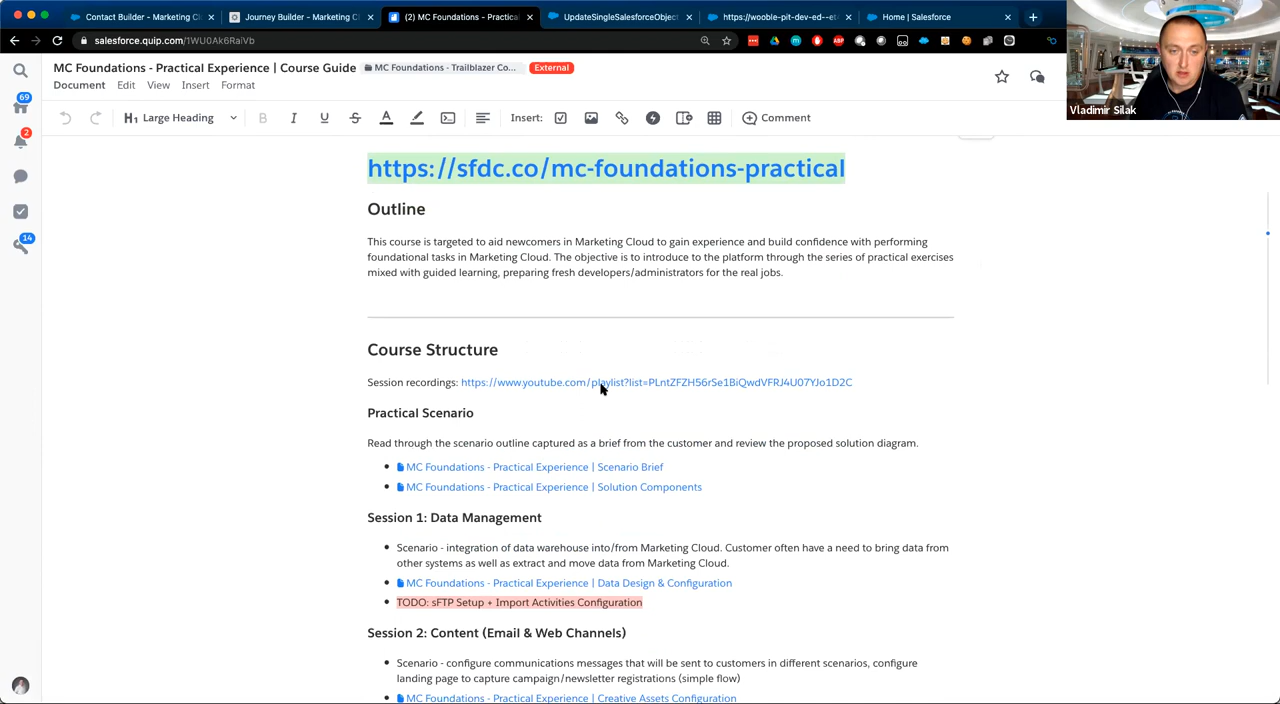 Contact Builder - Marketing Cl
Journey Builder - Marketing Cl
(2) MC Foundations - Practical
UpdateSingleSalesforceObject
https://wooble-pit-dev-ed--et
Home | Salesforce
salesforce.quip.com/1WU0Ak6RaiVb
Vladimir Silak
MC Foundations - Practical Experience | Course Guide
MC Foundations - Trailblazer Co...
External
Document Edit View Insert Format
69
2
14
H1 Large Heading
B I U S A
Insert:
Comment
https://sfdc.co/mc-foundations-practical
Outline
This course is targeted to aid newcomers in Marketing Cloud to gain experience and build confidence with performing
foundational tasks in Marketing Cloud. The objective is to introduce to the platform through the series of practical exercises
mixed with guided learning, preparing fresh developers/administrators for the real jobs.
Course Structure
Session recordings: https://www.youtube.com/playlist?list=PLntZFZH56rSe1BiQwdVFRJ4U07YJo1D2C
Practical Scenario
Read through the scenario outline captured as a brief from the customer and review the proposed solution diagram.
MC Foundations - Practical Experience | Scenario Brief
MC Foundations - Practical Experience | Solution Components
Session 1: Data Management
Scenario - integration of data warehouse into/from Marketing Cloud. Customer often have a need to bring data from
other systems as well as extract and move data from Marketing Cloud.
MC Foundations - Practical Experience | Data Design & Configuration
TODO: sFTP Setup + Import Activities Configuration
Session 2: Content (Email & Web Channels)
Scenario - configure communications messages that will be sent to customers in different scenarios, configure
landing page to capture campaign/newsletter registrations (simple flow)
MC Foundations - Practical Experience | Creative Assets Configuration